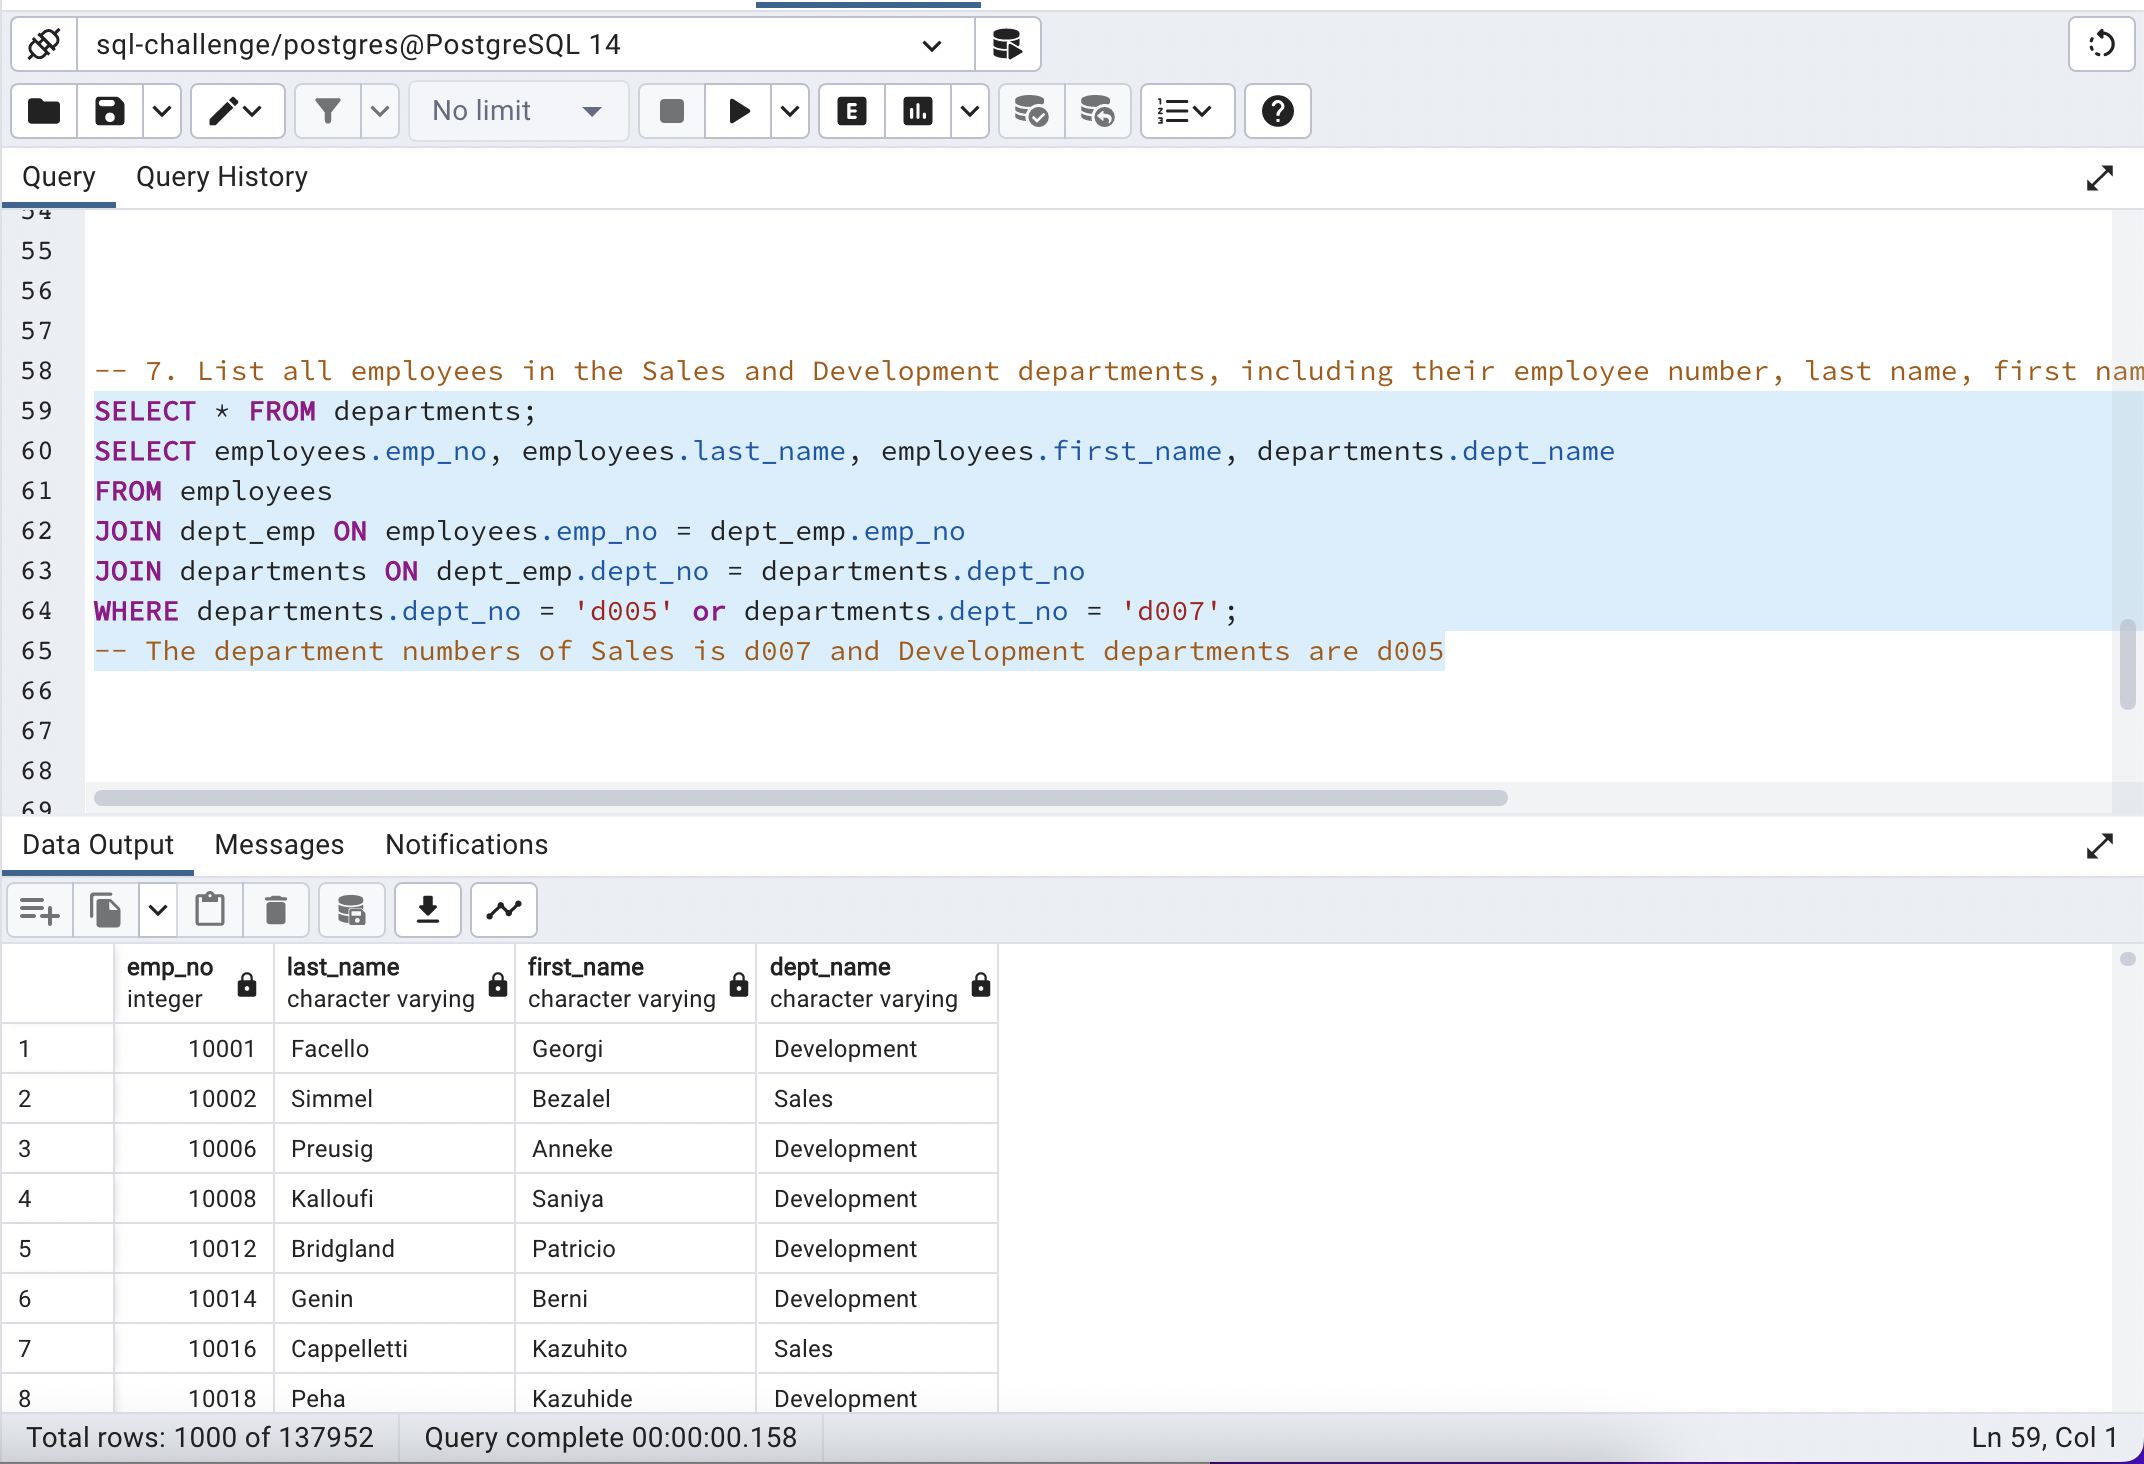 sql-challenge/postgres@PostgreSQL 14
No limit
E
Query Query History
54
55
56
57
58 -- 7. List all employees in the Sales and Development departments, including their employee number, last name, first nam
59 SELECT * FROM departments;
60 SELECT employees.emp_no, employees.last_name, employees.first_name, departments.dept_name
61 FROM employees
62 JOIN dept_emp ON employees.emp_no = dept_emp.emp_no
63 JOIN departments ON dept_emp.dept_no = departments.dept_no
64 WHERE departments.dept_no = 'd005' or departments.dept_no = 'd007';
65 -- The department numbers of Sales is d007 and Development departments are d005
66
67
68
69
Data Output Messages Notifications
emp_no last_name first_name dept_name
integer character varying character varying character varying
1 10001 Facello Georgi Development
2 10002 Simmel Bezalel Sales
3 10006 Preusig Anneke Development
4 10008 Kalloufi Saniya Development
5 10012 Bridgland Patricio Development
6 10014 Genin Berni Development
7 10016 Cappelletti Kazuhito Sales
8 10018 Peha Kazuhide Development
Total rows: 1000 of 137952 Query complete 00:00:00.158 Ln 59, Col 1